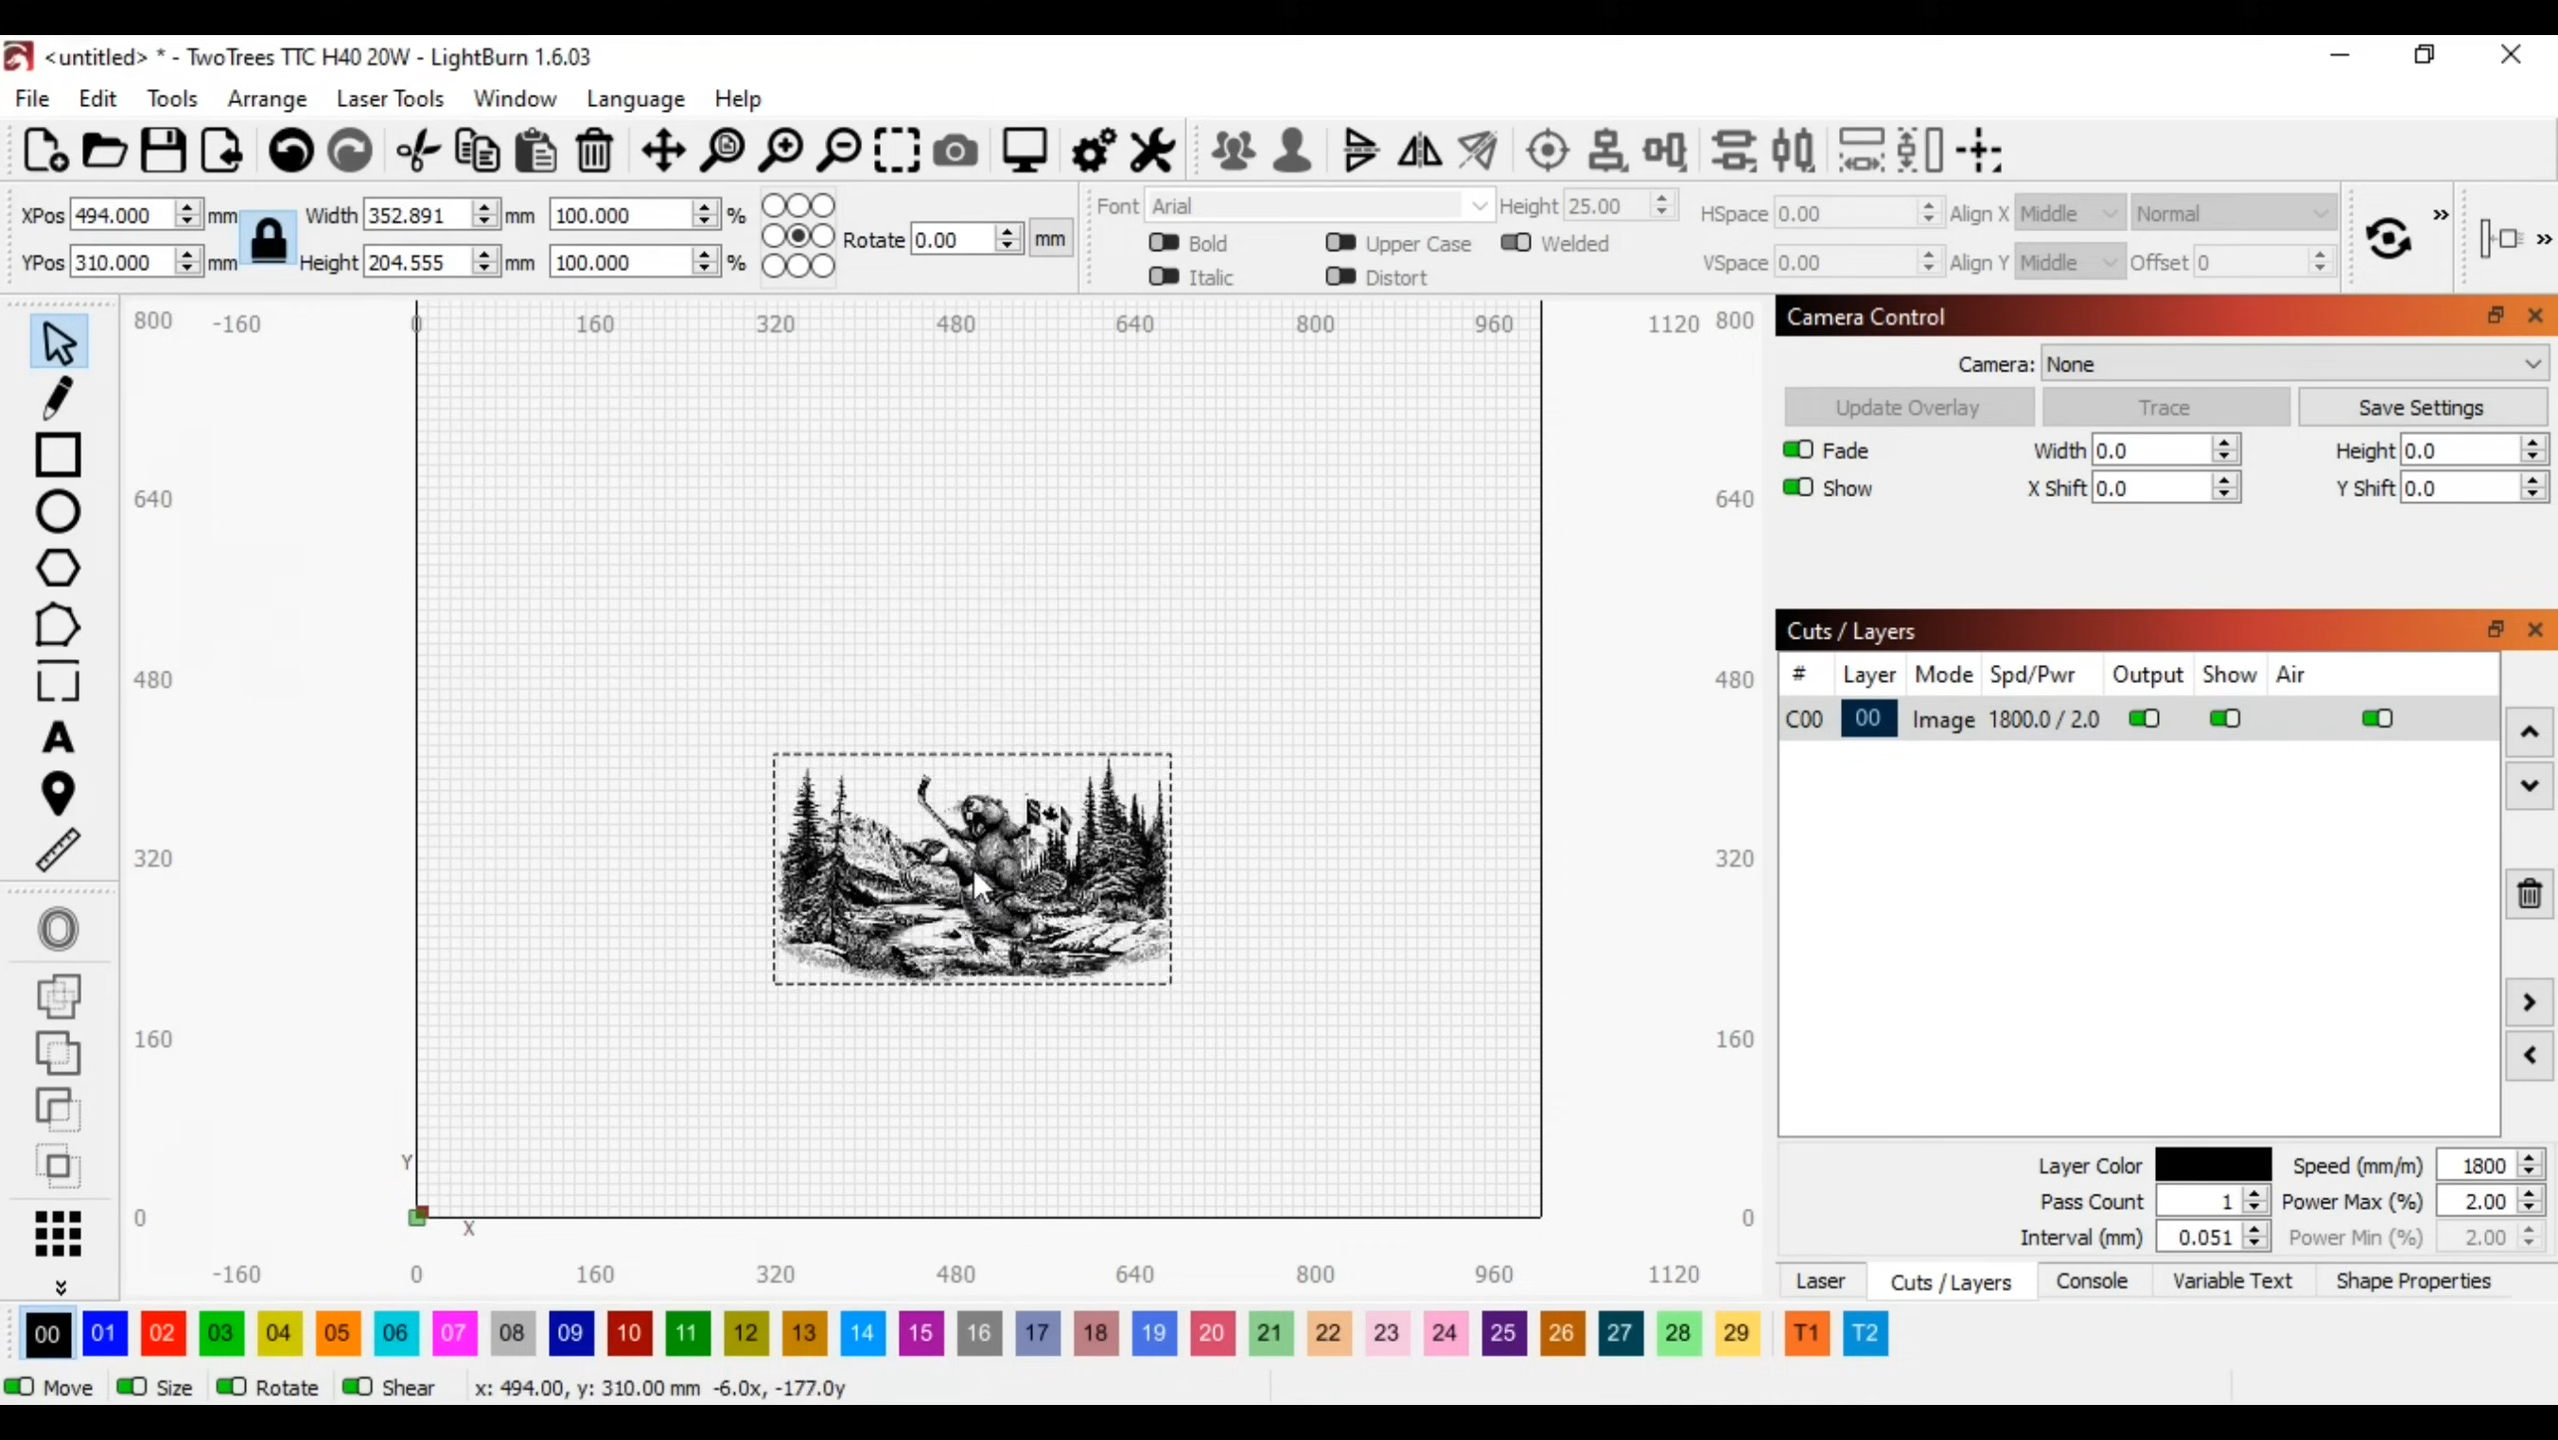 <untitled> * - TwoTrees TTC H40 20W - LightBurn 1.6.03
File Edit Tools Arrange Laser Tools Window Language Help
XPos 494.000 mm Width 352.891 mm 100.000 %
YPos 310.000 mm Height 204.555 mm 100.000 %
Rotate 0.00 mm
Font Arial Height 25.00
Bold Upper Case Welded
Italic Distort
HSpace 0.00 Align X Middle Normal
VSpace 0.00 Align Y Middle Offset 0
800 -160 0 160 320 480 640 800 960 1120 800
640 640
480 480
320 320
160 160
Y
0 0
X
-160 0 160 320 480 640 800 960 1120
Camera Control
Camera: None
Update Overlay Trace Save Settings
Fade Width 0.0 Height 0.0
Show X Shift 0.0 Y Shift 0.0
Cuts / Layers
# Layer Mode Spd/Pwr Output Show Air
C00 00 Image 1800.0 / 2.0
Layer Color Speed (mm/m) 1800
Pass Count 1 Power Max (%) 2.00
Interval (mm) 0.051 Power Min (%) 2.00
Laser Cuts / Layers Console Variable Text Shape Properties
00 01 02 03 04 05 06 07 08 09 10 11 12 13 14 15 16 17 18 19 20 21 22 23 24 25 26 27 28 29 T1 T2
Move Size Rotate Shear x: 494.00, y: 310.00 mm -6.0x, -177.0y